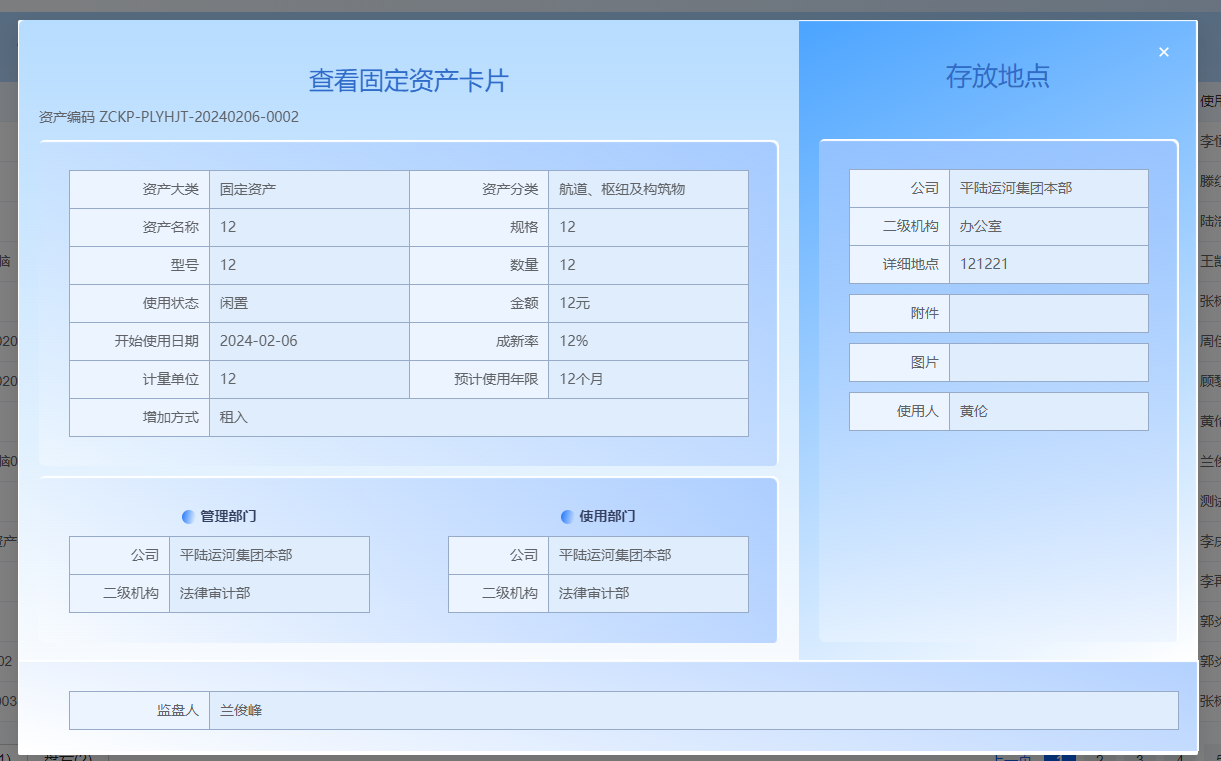 查看固定资产卡片
资产编码 ZCKP-PLYHJT-20240206-0002
资产大类 固定资产 资产分类 航道、枢纽及构筑物
资产名称 12 规格 12
型号 12 数量 12
使用状态 闲置 金额 12元
开始使用日期 2024-02-06 成新率 12%
计量单位 12 预计使用年限 12个月
增加方式 租入
管理部门
公司 平陆运河集团本部
二级机构 法律审计部
使用部门
公司 平陆运河集团本部
二级机构 法律审计部
存放地点
×
公司 平陆运河集团本部
二级机构 办公室
详细地点 121221
附件
图片
使用人 黄伦
监盘人 兰俊峰
上一页 1 2 3 4